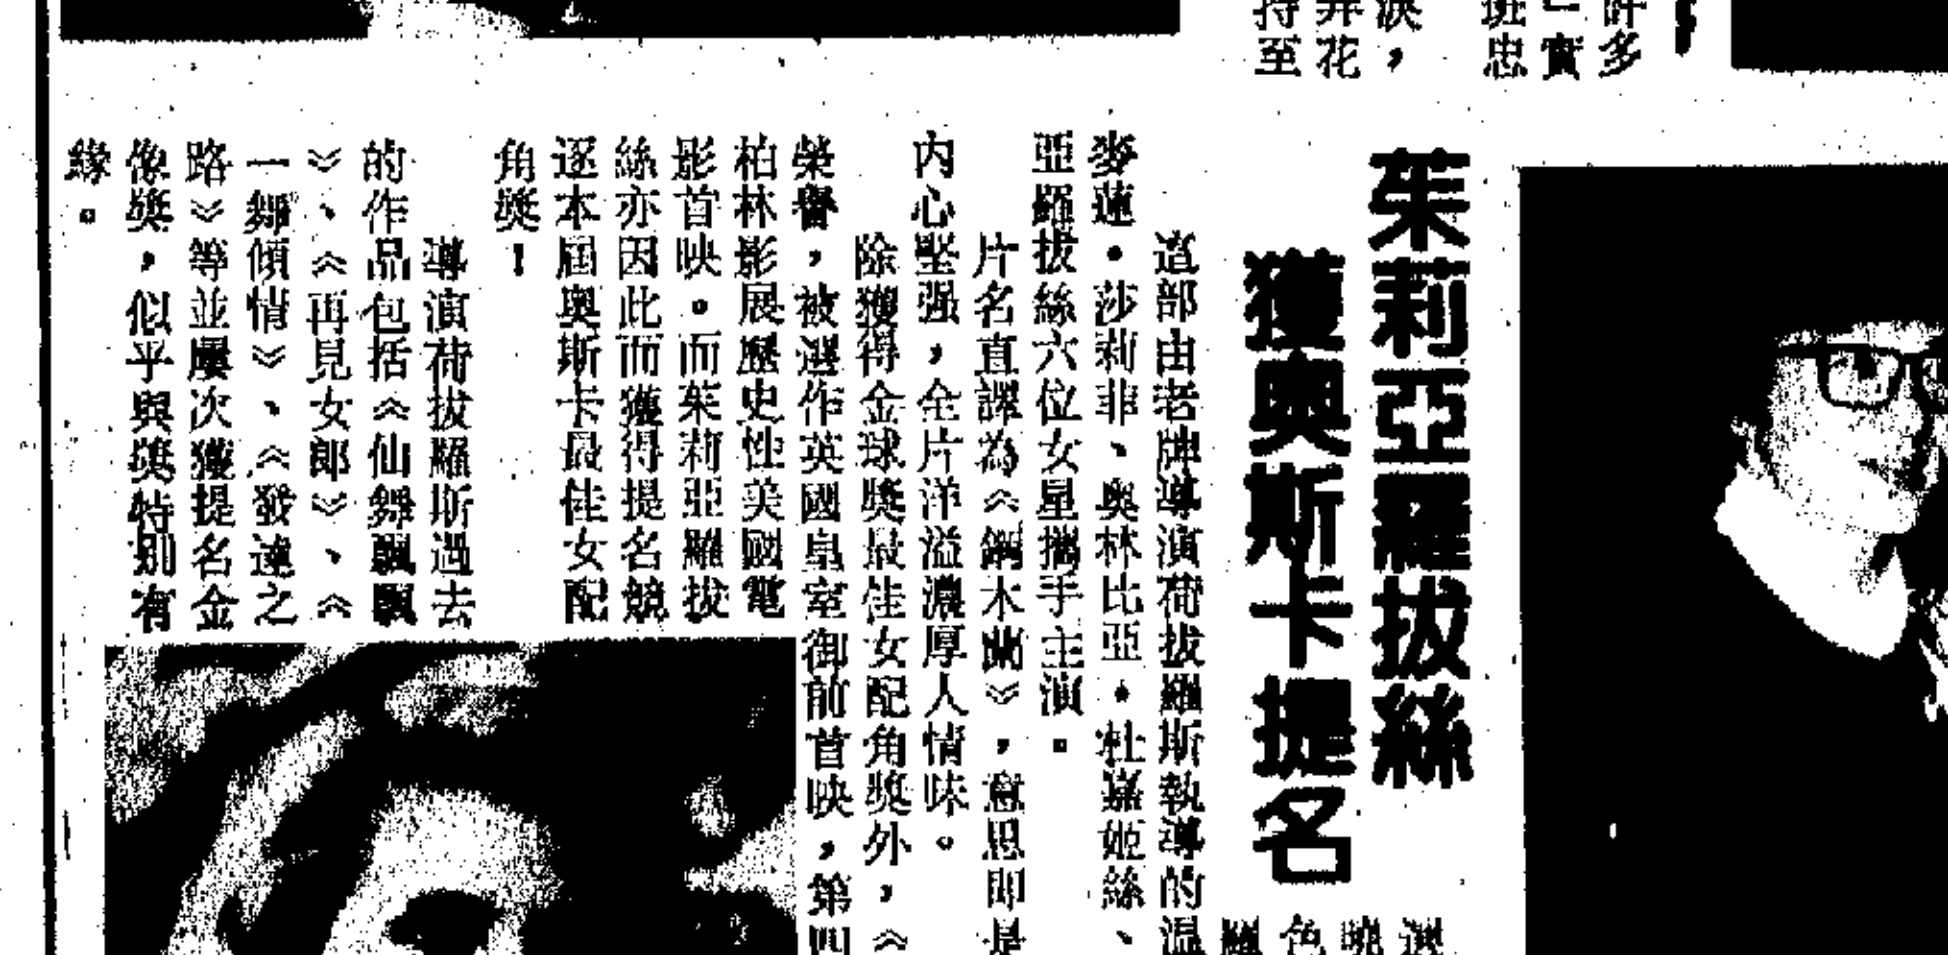 許多
實
班忠
淚，
弄花
持至
茱莉亞羅拔絲
獲奧斯卡提名
這部由老牌導演荷拔羅斯執導的温
麥蓮・莎莉菲、奧林比亞・杜嘉姬絲、
亞羅拔絲六位女星攜手主演。
片名直譯為《鋼木蘭》，意思即是
內心堅强，全片洋溢濃厚人情味。
除獲得金球獎最佳女配角獎外，《
榮譽，被選作英國皇室御前首映，第四
柏林影展歷史性美國電
影首映。而茱莉亞羅拔
絲亦因此而獲得提名競
逐本屆奧斯卡最佳女配
角獎！
導演荷拔羅斯過去
的作品包括《仙舞飄飄
》、《再見女郎》、《
一舞傾情》、《發達之
路》等並屢次獲提名金
像獎，似乎與獎特別有
緣。